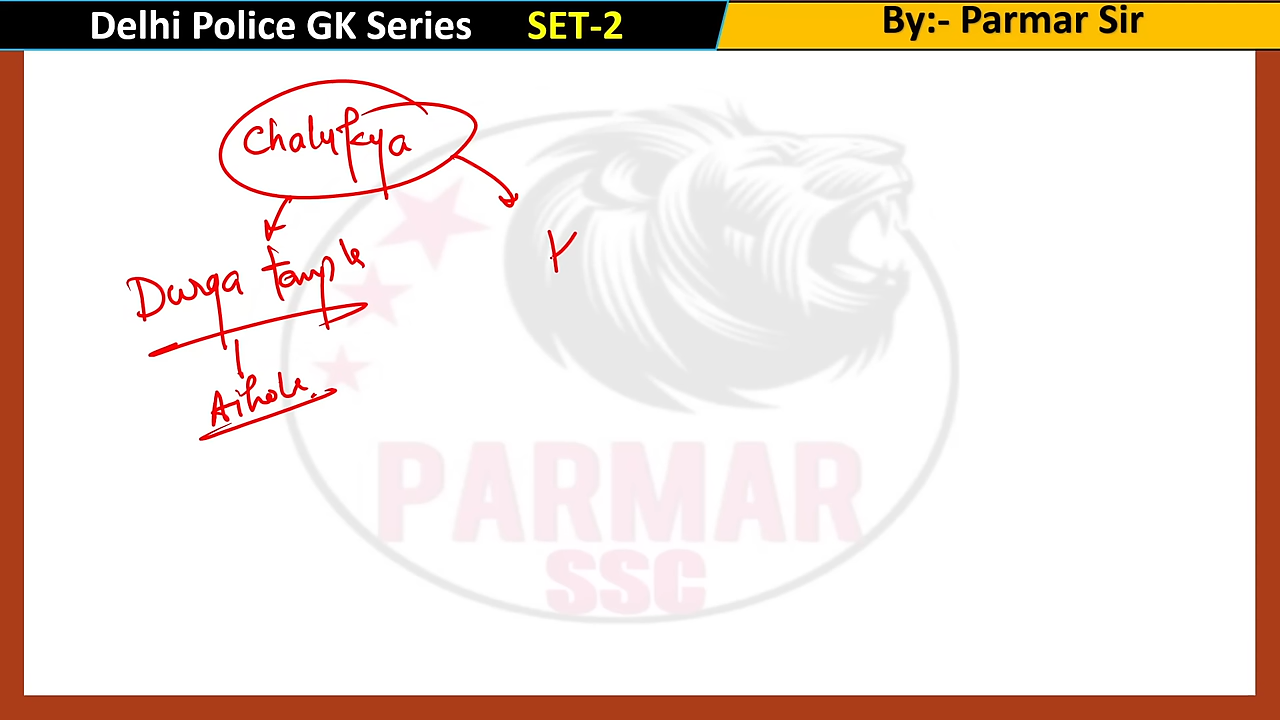 Delhi Police GK Series SET-2
By:- Parmar Sir
Chalukya
Durga temple
K
Aihole
PARMAR
SSC